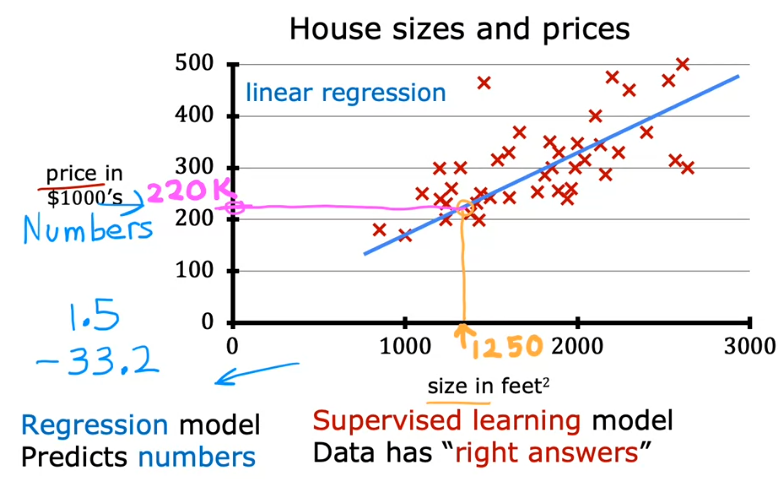 House sizes and prices
500
linear regression
400
price in
$1000's
300
220K
200
Numbers
100
0
1.5
-33.2
0
1000
1250
2000
3000
size in feet²
Regression model
Predicts numbers
Supervised learning model
Data has “right answers”